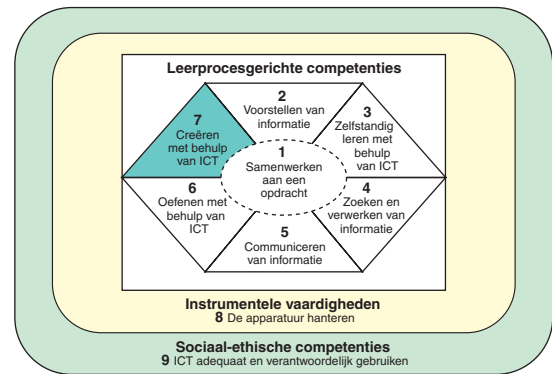 Leerprocesgerichte competenties
2
Voorstellen van
informatie
7
Creëren
met behulp
van ICT
3
Zelfstandig
leren met
behulp
van ICT
1
Samenwerken
aan een
opdracht
6
Oefenen met
behulp van
ICT
4
Zoeken en
verwerken van
informatie
5
Communiceren
van informatie
Instrumentele vaardigheden
8 De apparatuur hanteren
Sociaal-ethische competenties
9 ICT adequaat en verantwoordelijk gebruiken